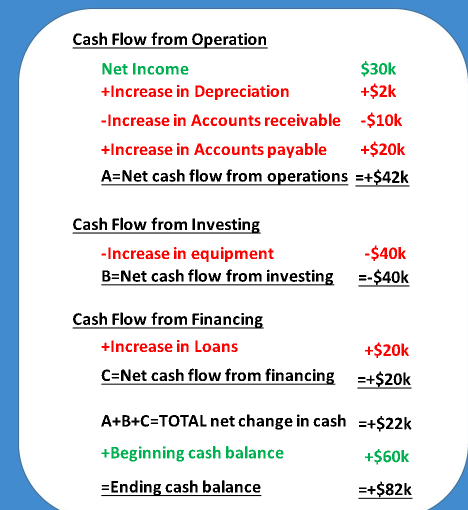 Cash Flow from Operation
Net Income $30k
+Increase in Depreciation +$2k
-Increase in Accounts receivable -$10k
+Increase in Accounts payable +$20k
A=Net cash flow from operations =+$42k
Cash Flow from Investing
-Increase in equipment -$40k
B=Net cash flow from investing =-$40k
Cash Flow from Financing
+Increase in Loans +$20k
C=Net cash flow from financing =+$20k
A+B+C=TOTAL net change in cash =+$22k
+Beginning cash balance +$60k
=Ending cash balance =+$82k